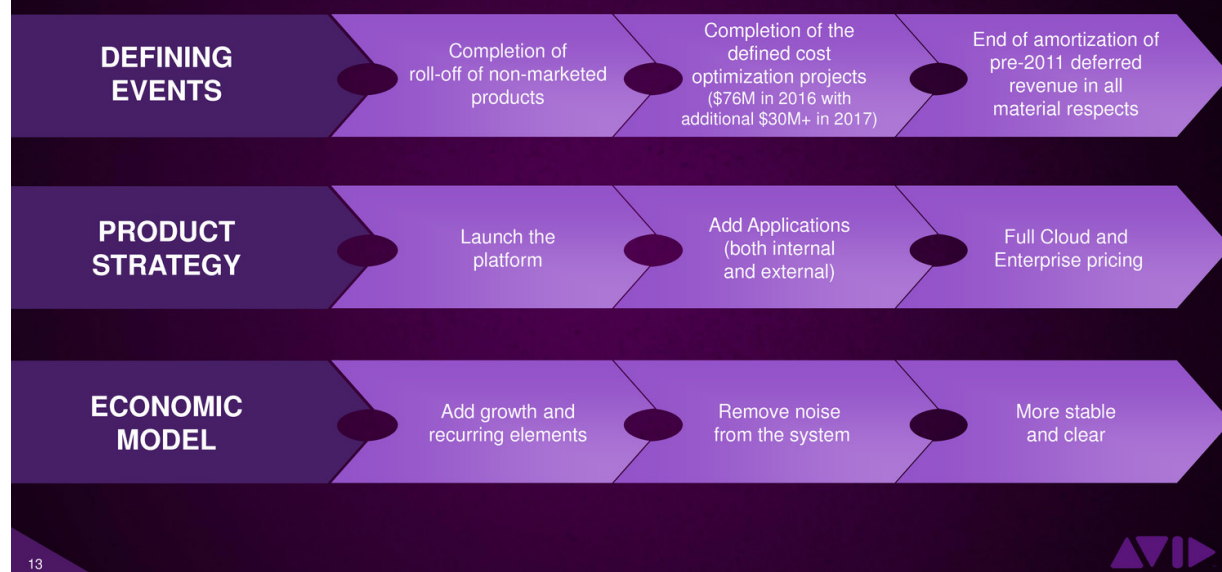 DEFINING
EVENTS
Completion of
roll-off of non-marketed
products
Completion of the
defined cost
optimization projects
($76M in 2016 with
additional $30M+ in 2017)
End of amortization of
pre-2011 deferred
revenue in all
material respects
PRODUCT
STRATEGY
Launch the
platform
Add Applications
(both internal
and external)
Full Cloud and
Enterprise pricing
ECONOMIC
MODEL
Add growth and
recurring elements
Remove noise
from the system
More stable
and clear
13
AVID